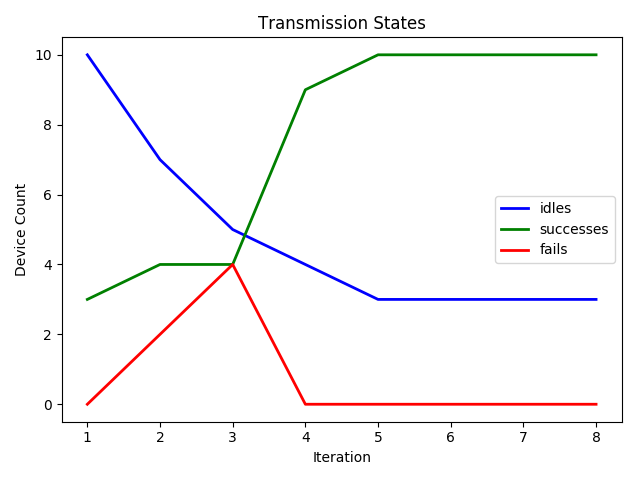 Transmission States
Device Count
10
8
6
4
2
0
idles
successes
fails
1 2 3 4 5 6 7 8
Iteration